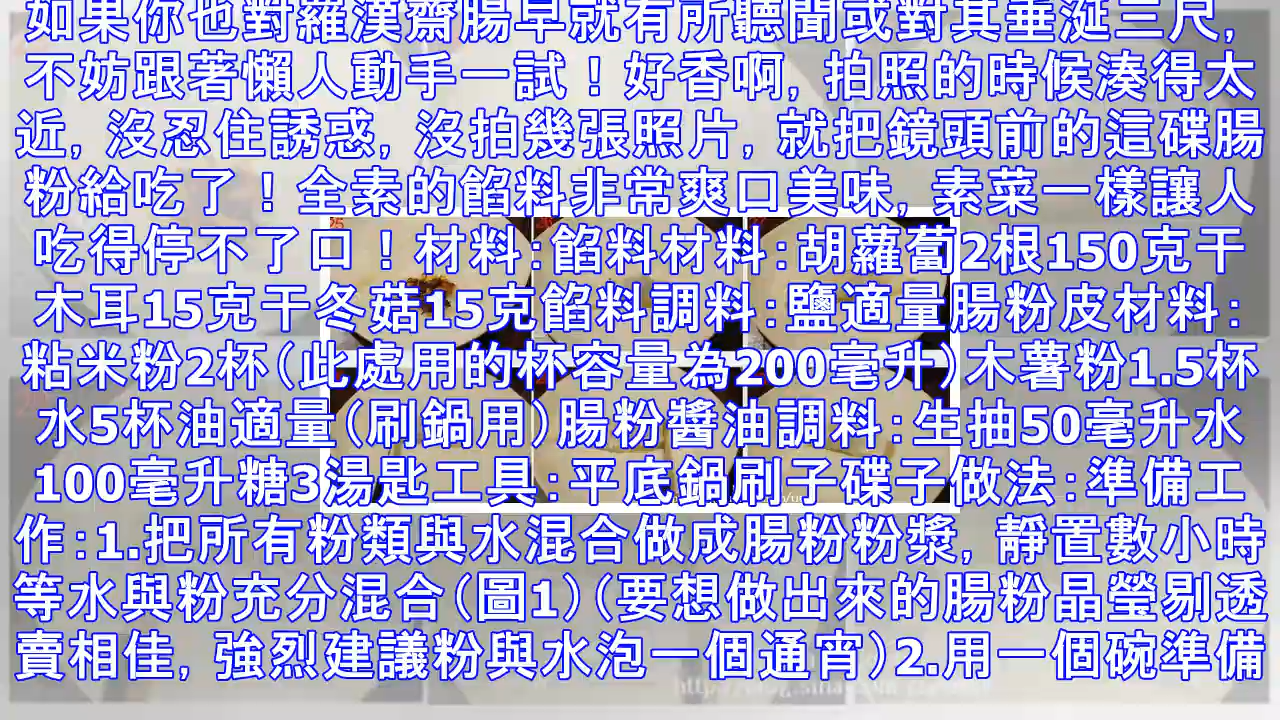 如果你也對羅漢齋腸早就有所聽聞或對其垂涎三尺,
不妨跟著懶人動手一試！好香啊,拍照的時候湊得太
近,沒忍住誘惑,沒拍幾張照片,就把鏡頭前的這碟腸
粉給吃了！全素的餡料非常爽口美味,素菜一樣讓人
吃得停不了口！材料:餡料材料:胡蘿蔔2根150克干
木耳15克干冬菇15克餡料調料:鹽適量腸粉皮材料:
粘米粉2杯(此處用的杯容量為200毫升)木薯粉1.5杯
水5杯油適量(刷鍋用)腸粉醬油調料:生抽50毫升水
100毫升糖3湯匙工具:平底鍋刷子碟子做法:準備工
作:1.把所有粉類與水混合做成腸粉粉漿,靜置數小時
等水與粉充分混合(圖1)(要想做出來的腸粉晶瑩剔透
賣相佳,強烈建議粉與水泡一個通宵)2.用一個碗準備